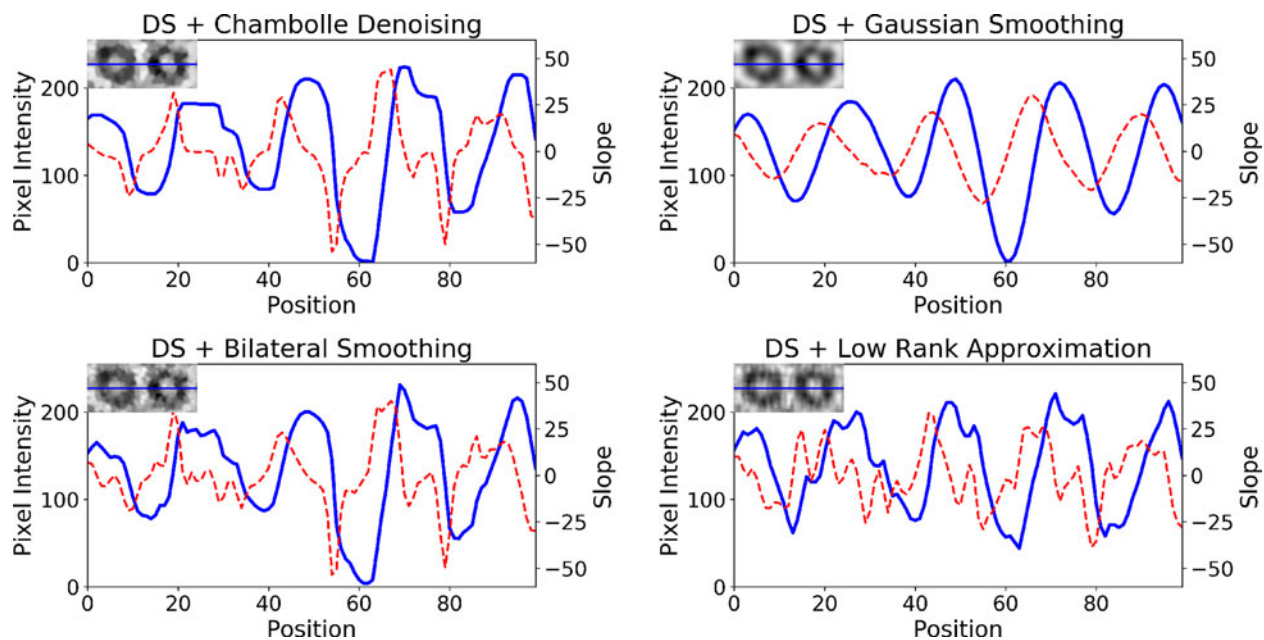 DS + Chambolle Denoising
200
100
0
Pixel Intensity
50
25
0
−25
−50
Slope
0 20 40 60 80
Position
DS + Gaussian Smoothing
200
100
0
Pixel Intensity
50
25
0
−25
−50
Slope
0 20 40 60 80
Position
DS + Bilateral Smoothing
200
100
0
Pixel Intensity
50
25
0
−25
−50
Slope
0 20 40 60 80
Position
DS + Low Rank Approximation
200
100
0
Pixel Intensity
50
25
0
−25
−50
Slope
0 20 40 60 80
Position